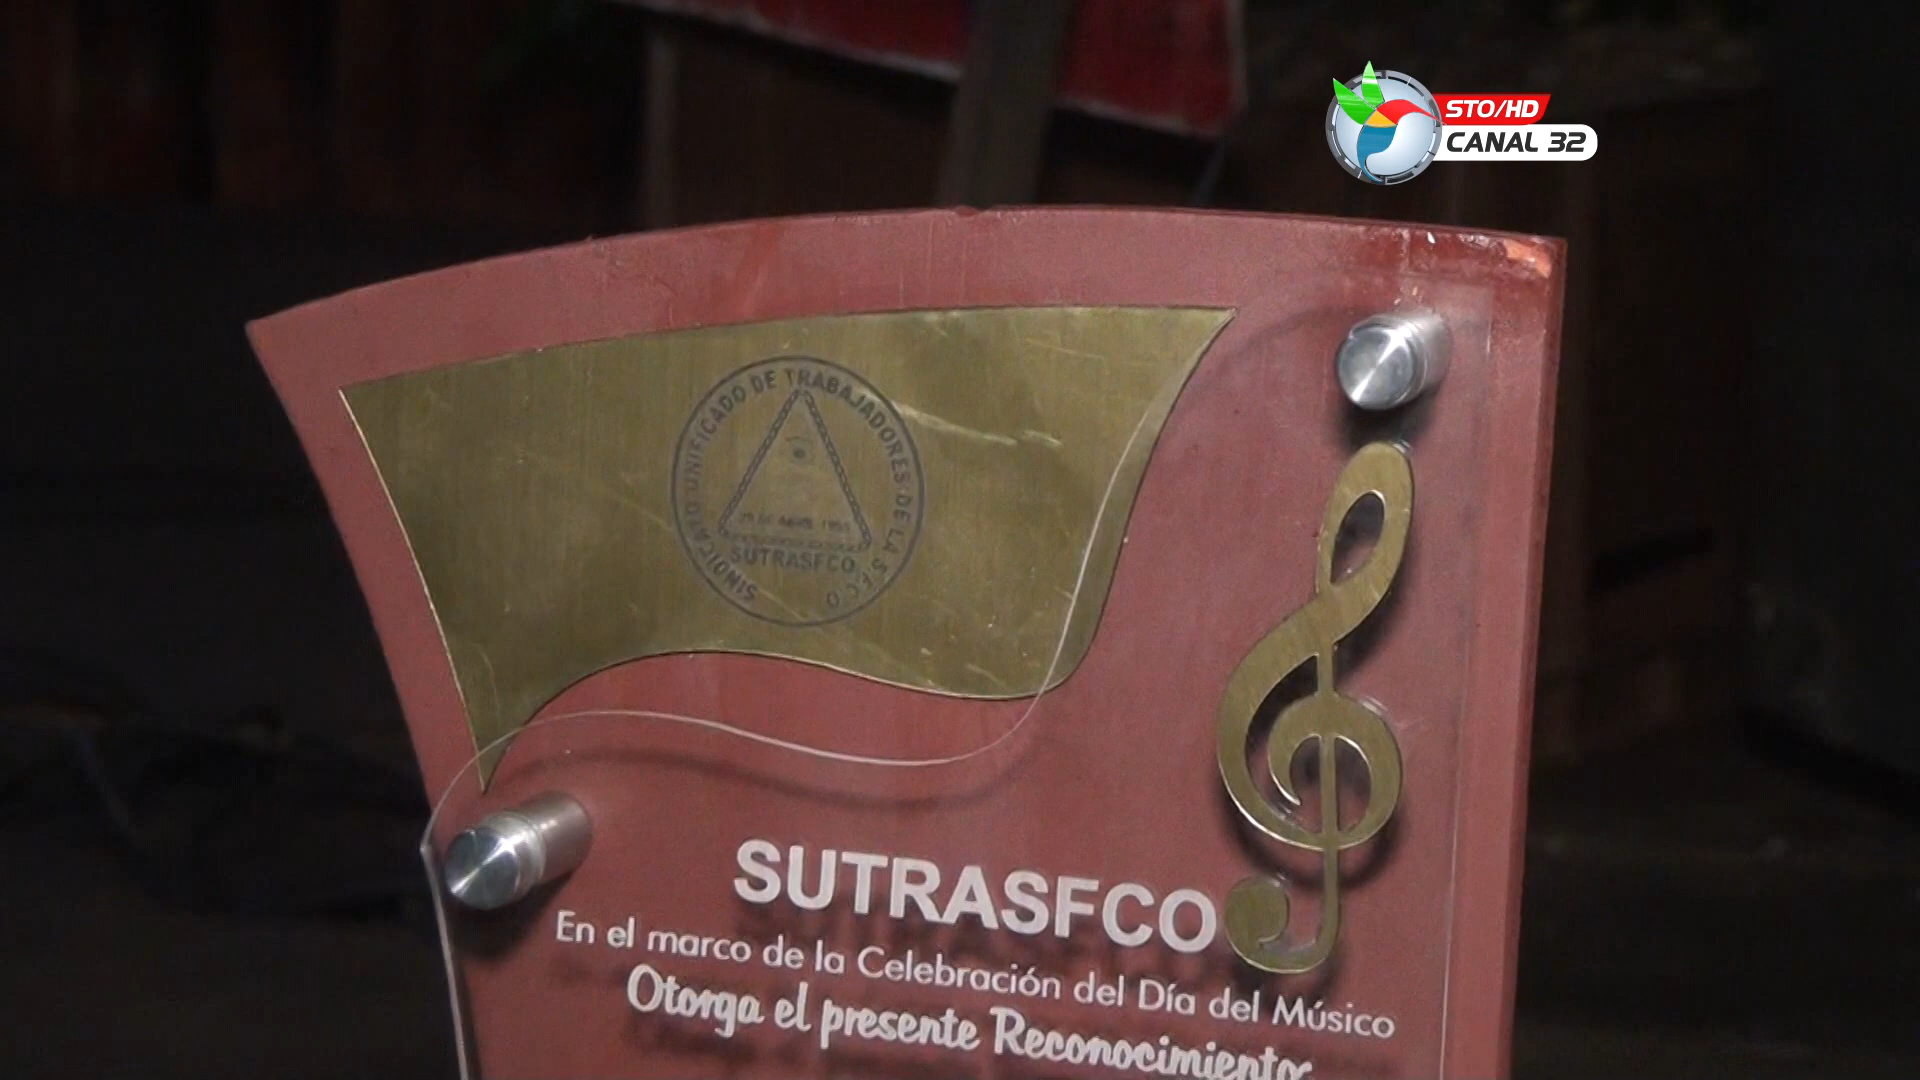 STO/HD
CANAL 32
SINDICATO UNIFICADO DE TRABAJADORES DE LA S.F.C.O
SUTRASFCO
SUTRASFCO
En el marco de la Celebración del Día del Músico
Otorga el presente Reconocimiento: